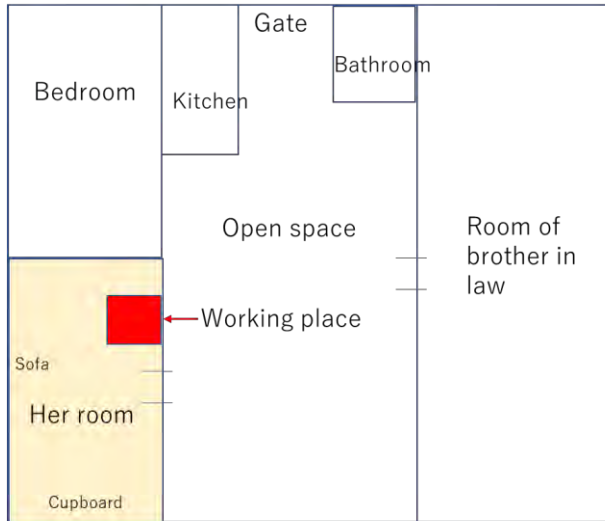 Gate
Bedroom
Kitchen
Bathroom
Open space
Room of
brother in
law
Working place
Sofa
Her room
Cupboard